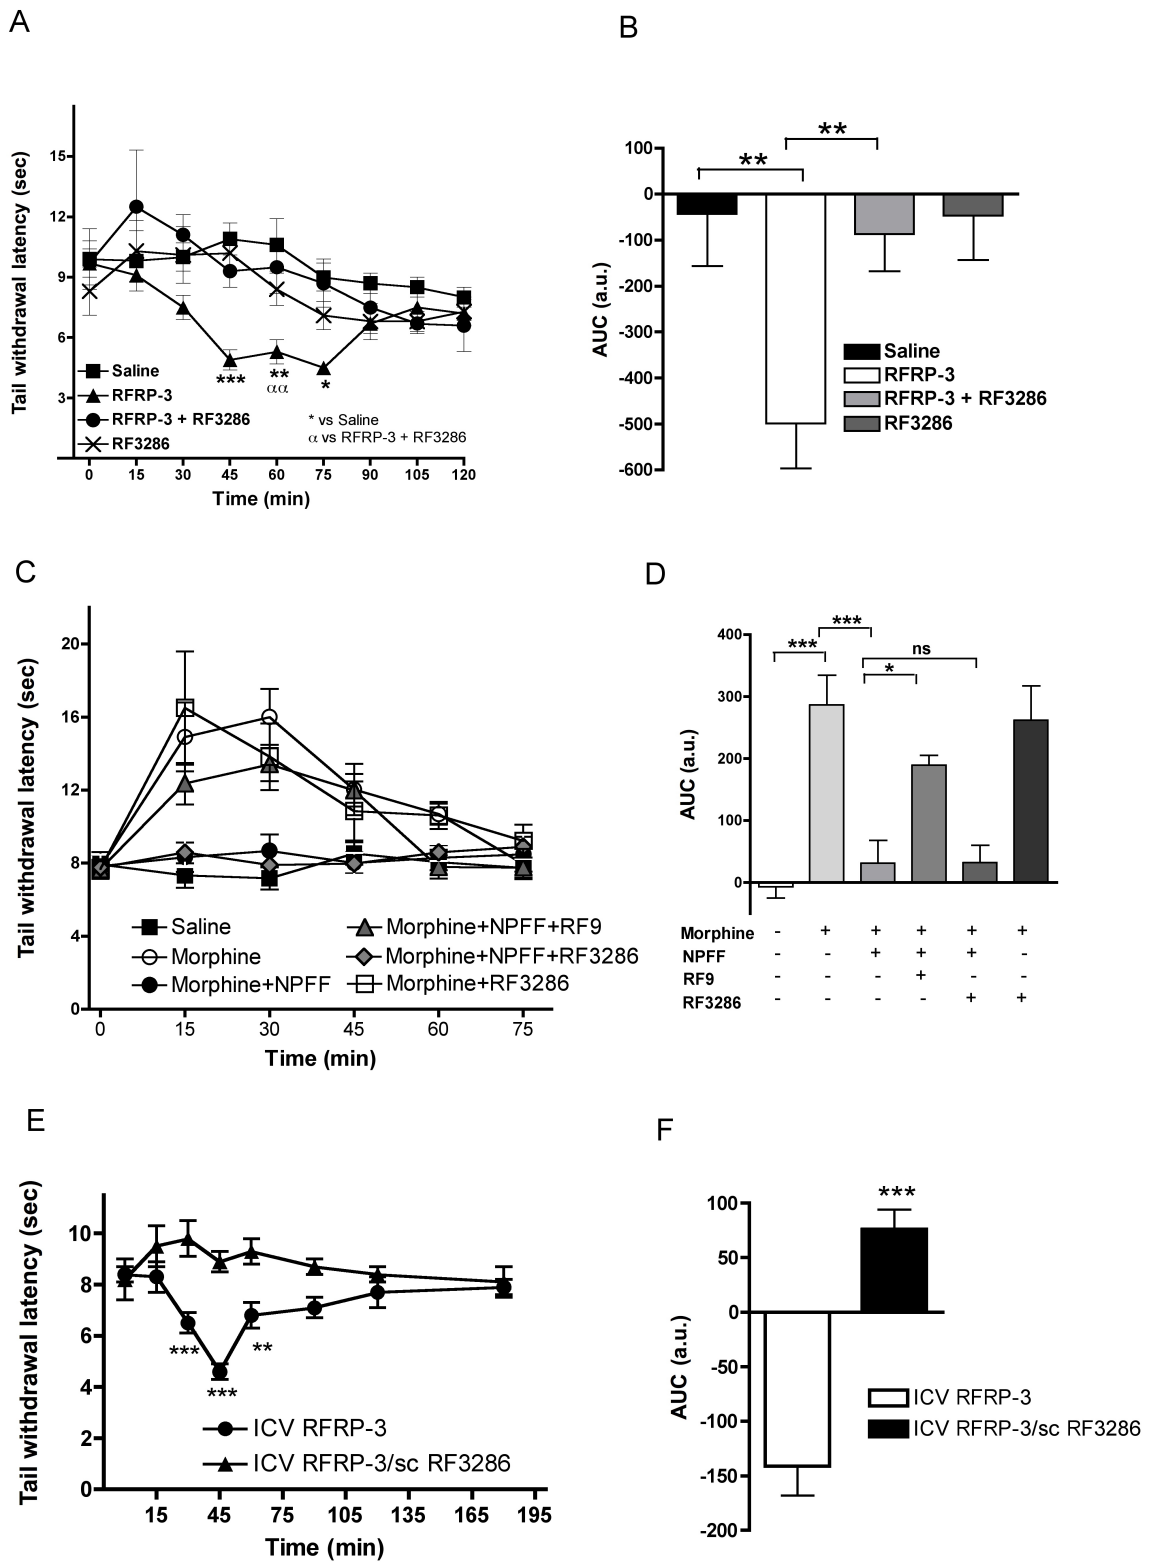 A
Tail withdrawal latency (sec)
15
12
9
6
3
Saline
RFRP-3
RFRP-3 + RF3286
RF3286
***
**
αα
*
* vs Saline
α vs RFRP-3 + RF3286
0 15 30 45 60 75 90 105 120
Time (min)
B
AUC (a.u.)
100
0
-100
-200
-300
-400
-500
-600
**
**
Saline
RFRP-3
RFRP-3 + RF3286
RF3286
C
Tail withdrawal latency (sec)
20
16
12
8
4
0
Saline
Morphine
Morphine+NPFF
Morphine+NPFF+RF9
Morphine+NPFF+RF3286
Morphine+RF3286
0 15 30 45 60 75
Time (min)
D
AUC (a.u.)
400
300
200
100
0
***
***
ns
*
Morphine - + + + + +
NPFF - - + + + -
RF9 - - - + - -
RF3286 - - - - + +
E
Tail withdrawal latency (sec)
10
8
6
4
2
0
***
***
**
ICV RFRP-3
ICV RFRP-3/sc RF3286
15 45 75 105 135 165 195
Time (min)
F
AUC (a.u.)
100
50
0
-50
-100
-150
-200
***
ICV RFRP-3
ICV RFRP-3/sc RF3286